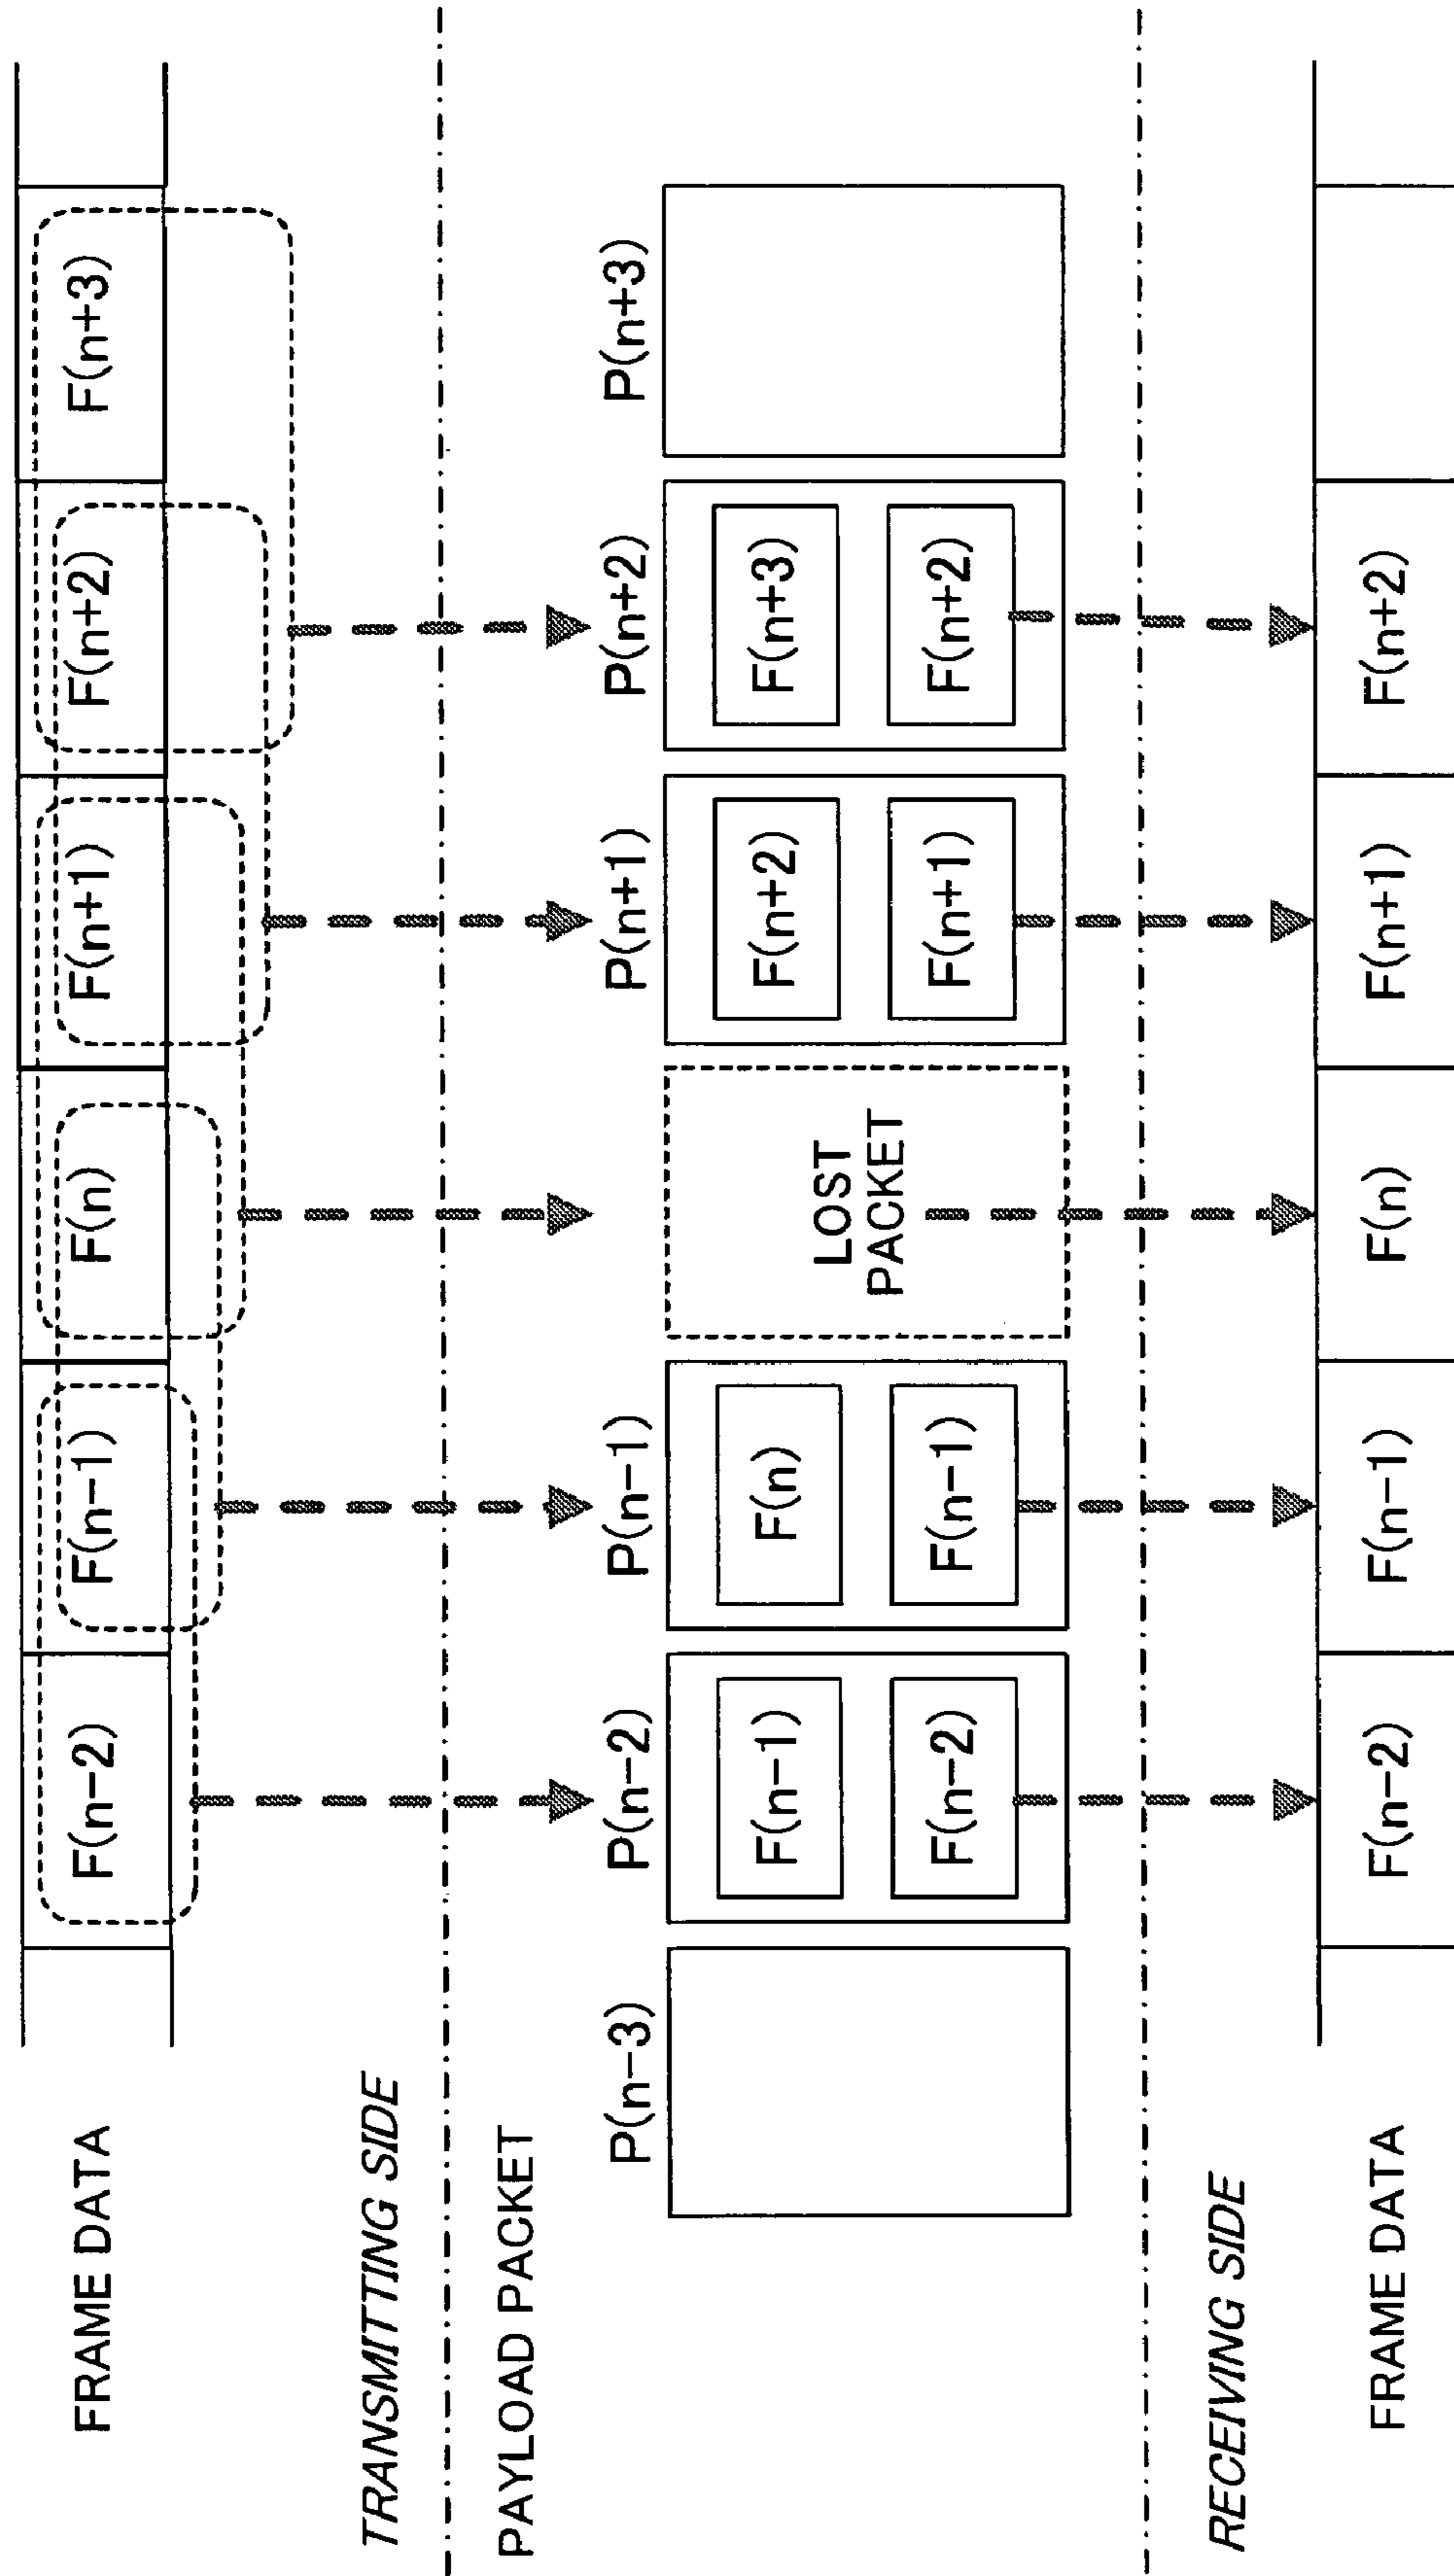 FRAME DATA
F(n−2)
F(n−1)
F(n)
F(n+1)
F(n+2)
F(n+3)
TRANSMITTING SIDE
PAYLOAD PACKET
P(n−3)
P(n−2)
P(n−1)
P(n+1)
P(n+2)
P(n+3)
F(n−1)
F(n)
LOST
PACKET
F(n+2)
F(n+3)
F(n−2)
F(n−1)
F(n+1)
F(n+2)
RECEIVING SIDE
FRAME DATA
F(n−2)
F(n−1)
F(n)
F(n+1)
F(n+2)